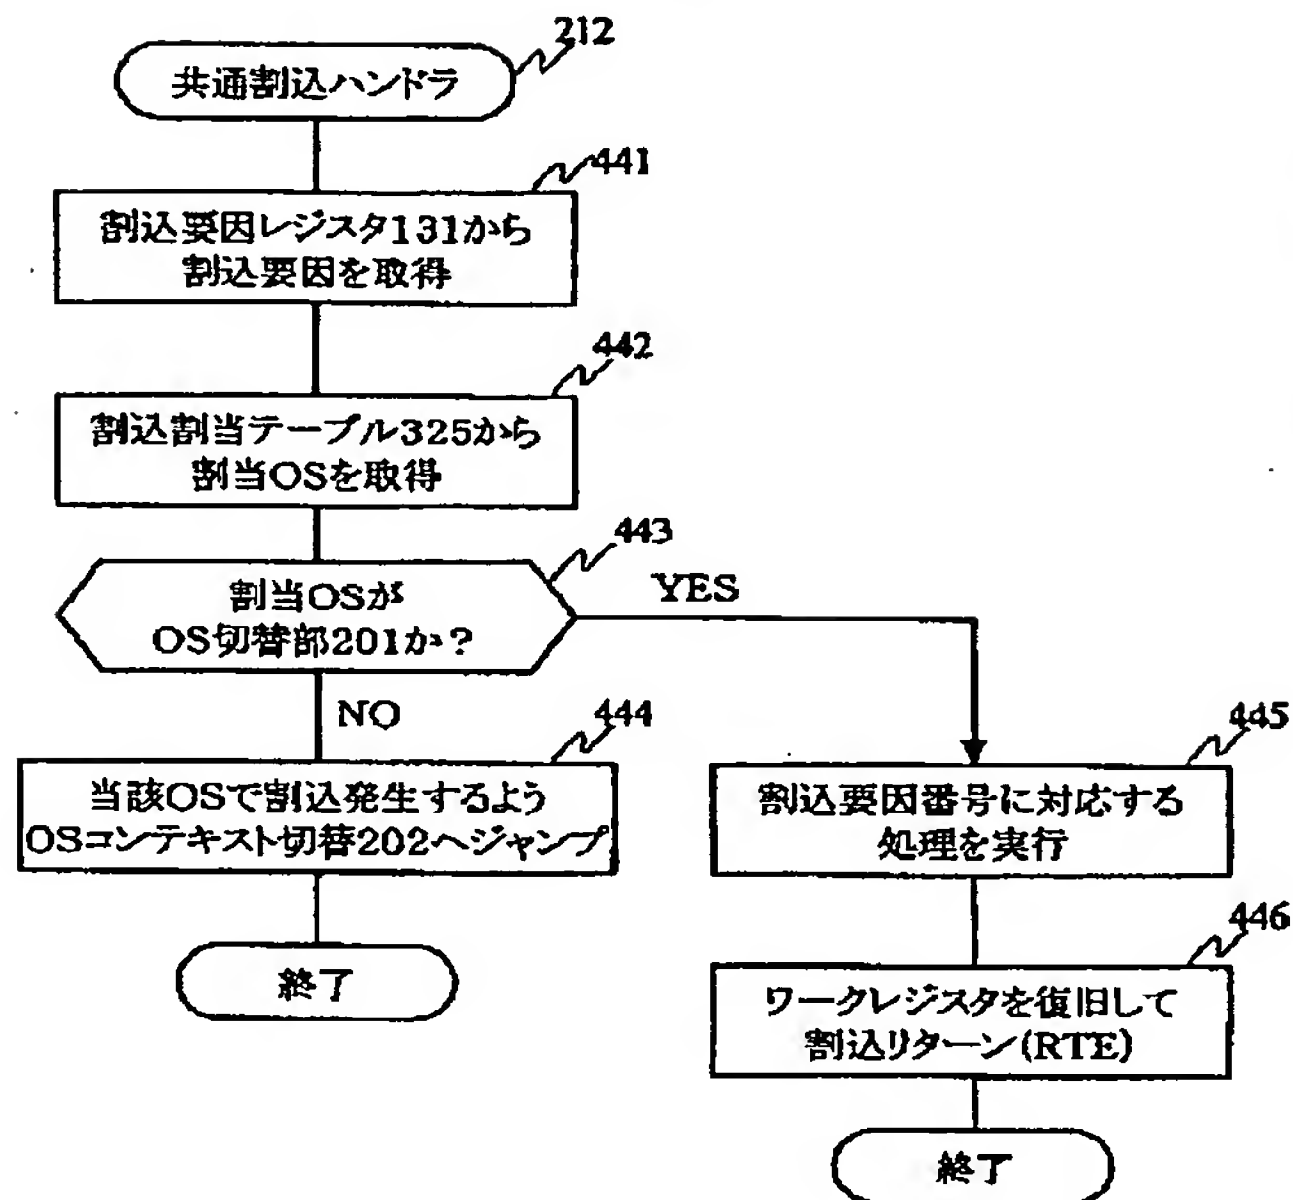 212
共通割込ハンドラ
441
割込要因レジスタ131から
割込要因を取得
442
割込割当テーブル325から
割当OSを取得
443
割当OSが
OS切替部201か？
YES
NO
444
当該OSで割込発生するよう
OSコンテキスト切替202へジャンプ
終了
445
割込要因番号に対応する
処理を実行
446
ワークレジスタを復旧して
割込リターン(RTE)
終了